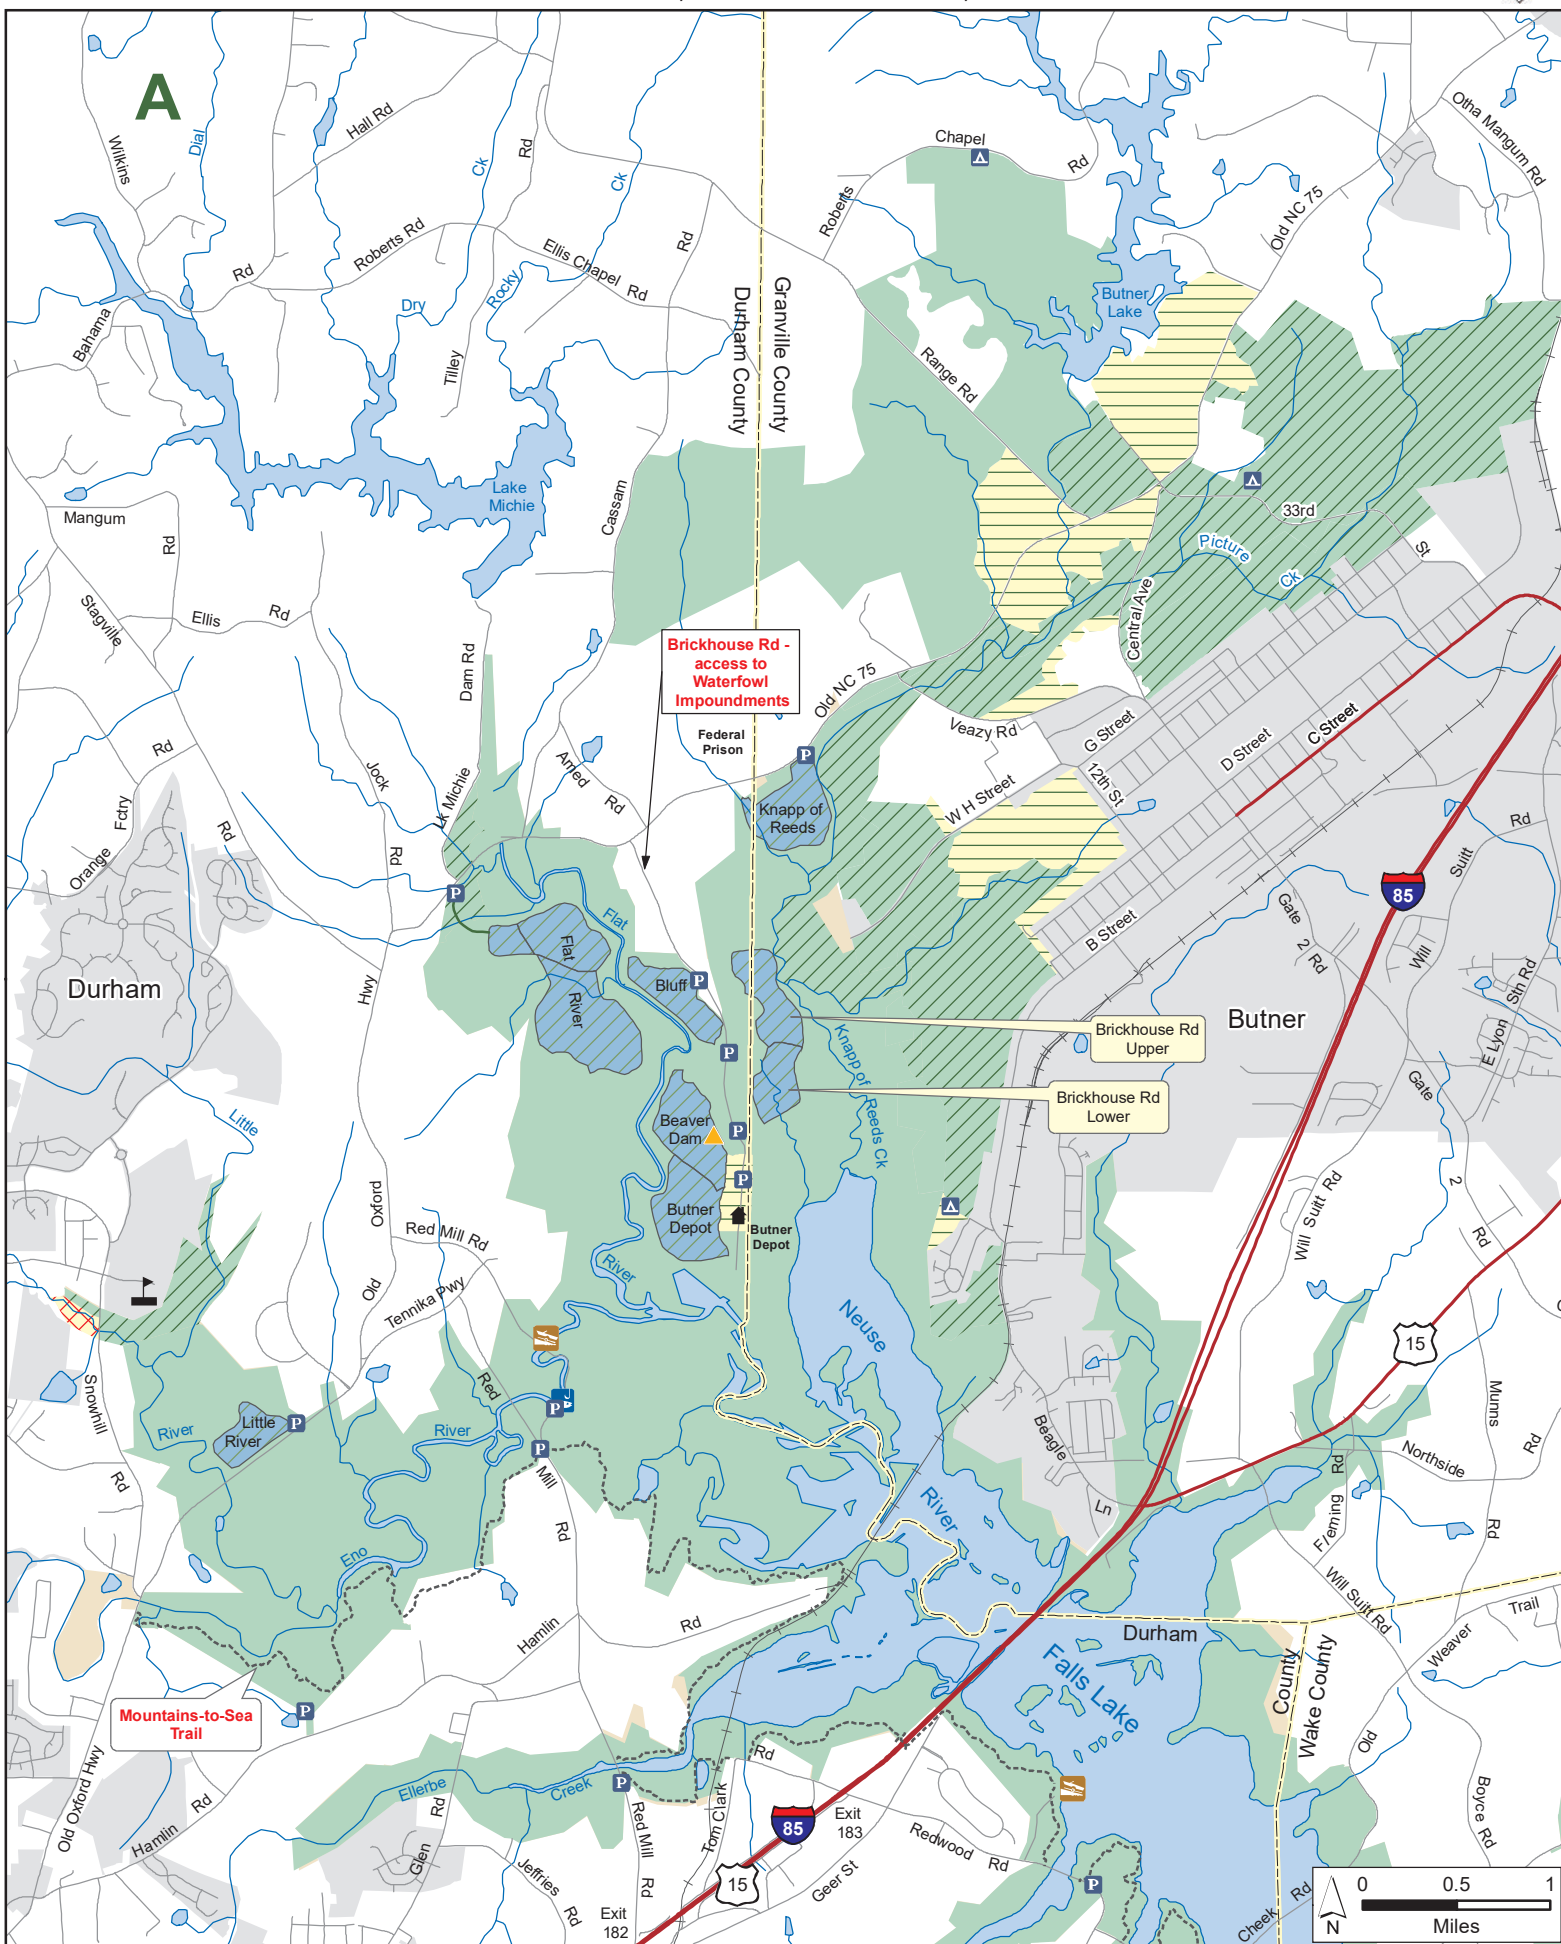 A
Wilkins
Dial
Hall Rd
Ck
Rd
Ck
Chapel
Rd
Otha Mangum Rd
Roberts
Old NC 75
Roberts Rd
Rd
Ellis Chapel
Rd
Rd
Dry
Rocky
Bahama
Tilley
Durham County
Granville County
Butner
Lake
Range Rd
Lake
Michie
Cassam
Mangum
Rd
33rd
St
Picture
Ck
Stagville
Ellis
Rd
Central Ave
Dam Rd
Brickhouse Rd -
access to
Waterfowl
Impoundments
Old NC 75
Federal
Prison
Veazy Rd
G Street
C Street
D Street
12th St
W H Street
Rd
Jock
Amed
Rd
Lk Michie
Fctry
Orange
Rd
Rd
P
Knapp of
Reeds
Rd
Suitt
85
P
Flat
Flat
River
B Street
Gate
2
Rd
Will
Durham
Hwy
Bluff
P
E Lyon
Stn Rd
Butner
Brickhouse Rd
Upper
P
Knapp of
Reeds Ck
Brickhouse Rd
Lower
Gate
2
Rd
Little
Beaver
Dam
P
P
Butner
Depot
Butner
Depot
Oxford
Red Mill Rd
River
Will Suitt Rd
Old
Tennika Pwy
Neuse
15
Snowhill
Rd
Red
P
P
Mill
Rd
Little
River
P
River
River
Beagle
Ln
Munns
Rd
Northside
Rd
Rd
Fleming
River
Eno
Will Suitt Rd
Trail
Weaver
Hamlin
Rd
Durham
County
Wake County
Falls Lake
Mountains-to-Sea
Trail
P
Old
Old Oxford Hwy
Ellerbe
Creek
P
Rd
Boyce Rd
Hamlin
Rd
Rd
Glen
Red Mill
Rd
Tom Clark
85
Exit
183
Redwood
Rd
Jeffries
Rd
15
Geer St
P
Exit
182
Cheek
Rd
N
0
0.5
1
Miles